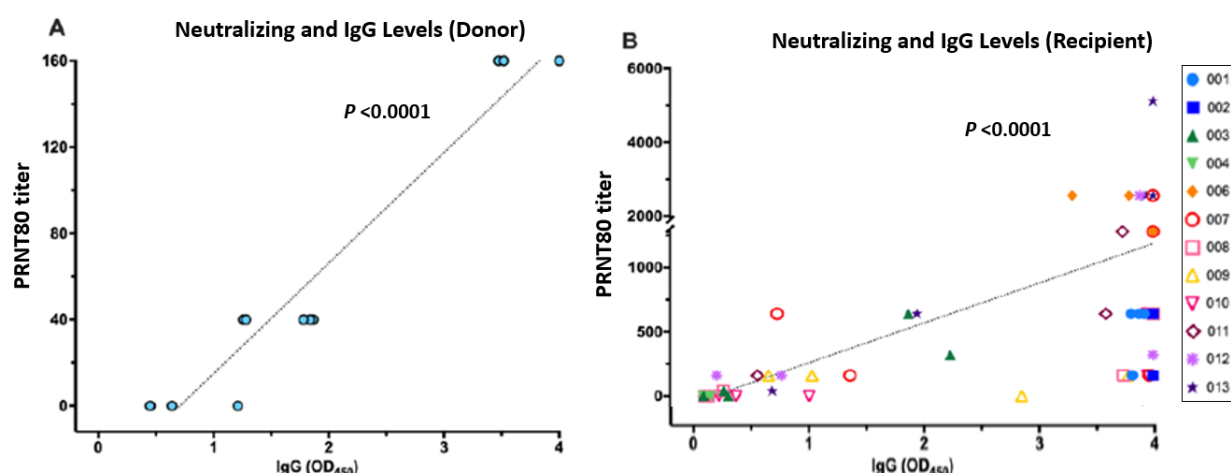 A
Neutralizing and IgG Levels (Donor)
160
120
80
40
0
PRNT80 titer
P <0.0001
0 1 2 3 4
IgG (OD450)
B
Neutralizing and IgG Levels (Recipient)
6000
4000
2000
1000
500
0
PRNT80 titer
P <0.0001
0 1 2 3 4
IgG (OD450)
001
002
003
004
006
007
008
009
010
011
012
013